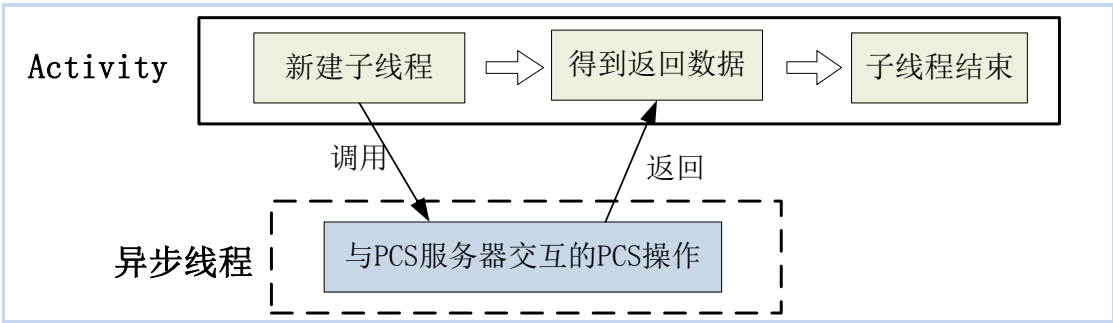 Activity
新建子线程
得到返回数据
子线程结束
调用
返回
异步线程
与PCS服务器交互的PCS操作